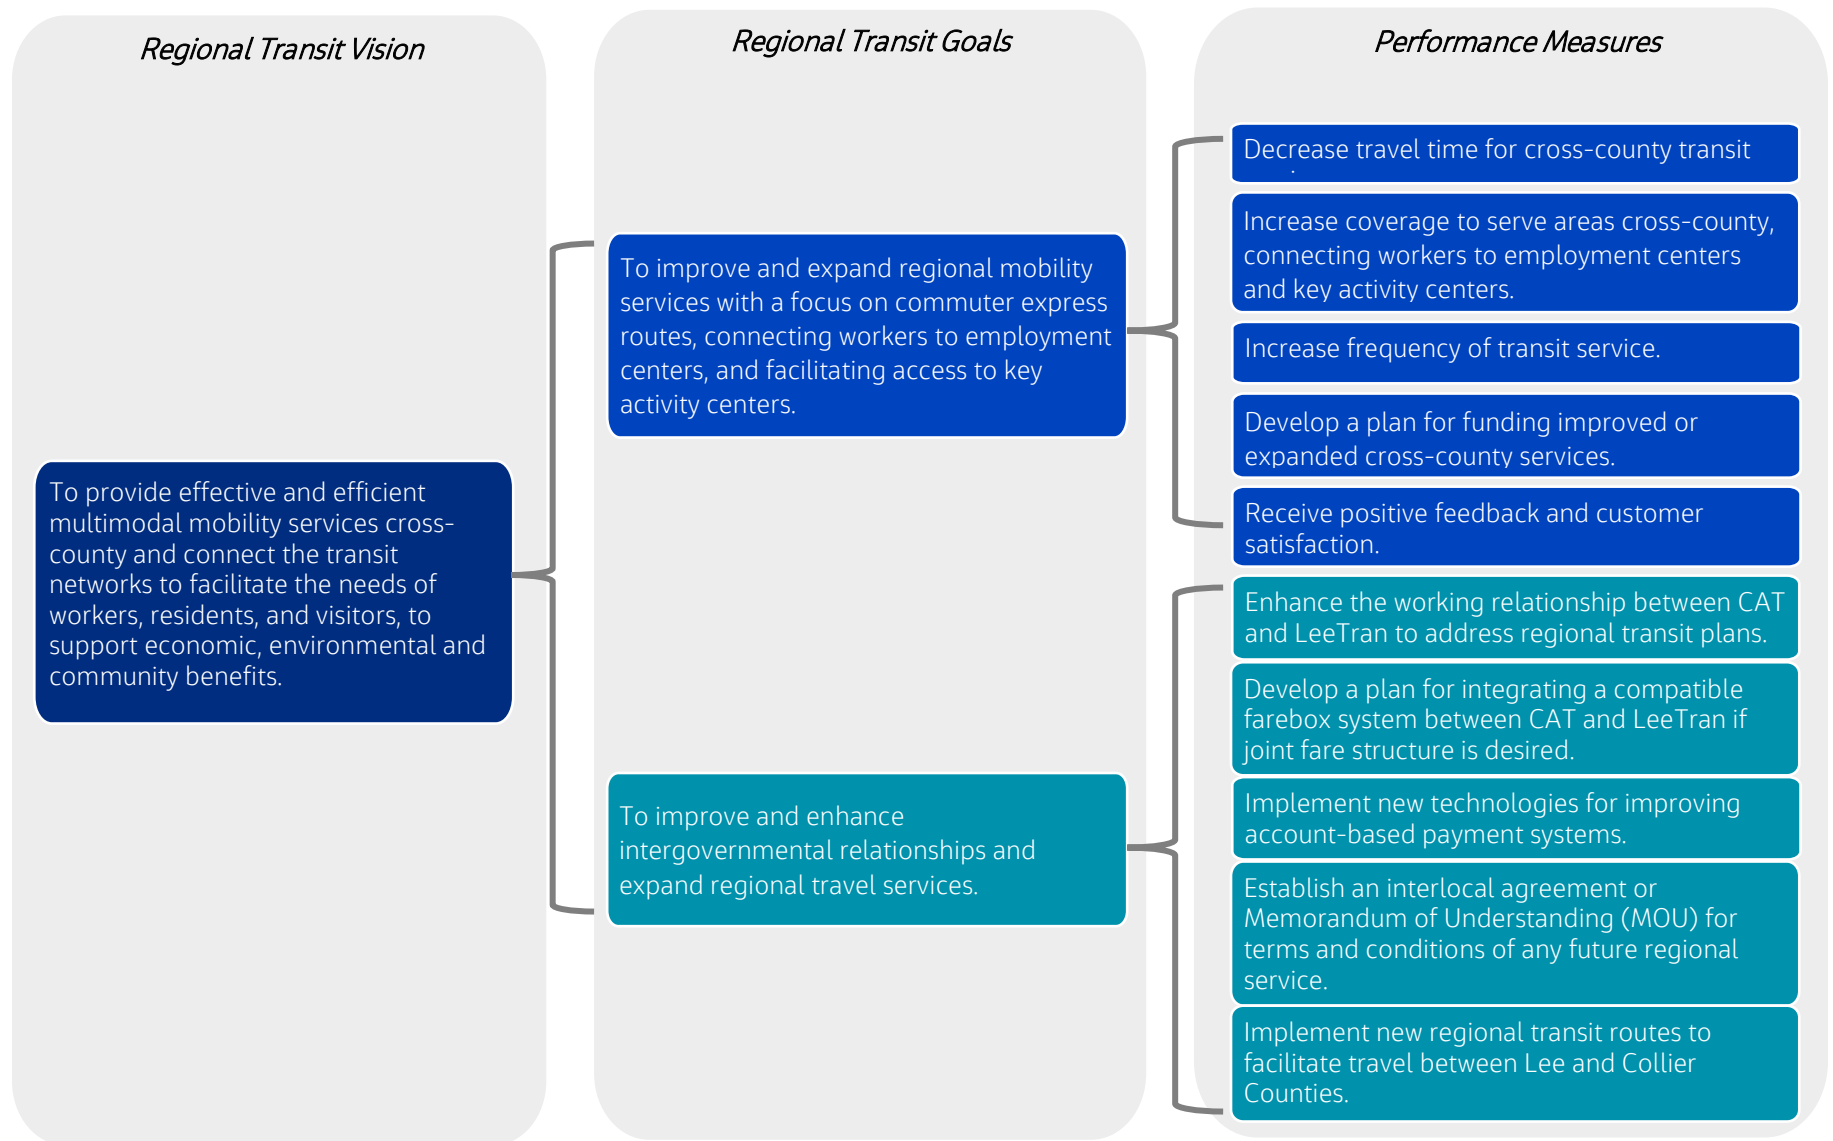 Regional Transit Vision
To provide effective and efficient
multimodal mobility services cross-
county and connect the transit
networks to facilitate the needs of
workers, residents, and visitors, to
support economic, environmental and
community benefits.
Regional Transit Goals
To improve and expand regional mobility
services with a focus on commuter express
routes, connecting workers to employment
centers, and facilitating access to key
activity centers.
To improve and enhance
intergovernmental relationships and
expand regional travel services.
Performance Measures
Decrease travel time for cross-county transit
Increase coverage to serve areas cross-county,
connecting workers to employment centers
and key activity centers.
Increase frequency of transit service.
Develop a plan for funding improved or
expanded cross-county services.
Receive positive feedback and customer
satisfaction.
Enhance the working relationship between CAT
and LeeTran to address regional transit plans.
Develop a plan for integrating a compatible
farebox system between CAT and LeeTran if
joint fare structure is desired.
Implement new technologies for improving
account-based payment systems.
Establish an interlocal agreement or
Memorandum of Understanding (MOU) for
terms and conditions of any future regional
service.
Implement new regional transit routes to
facilitate travel between Lee and Collier
Counties.